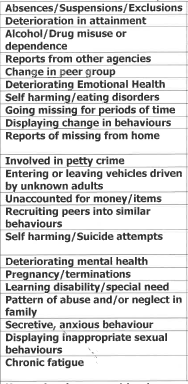 Absences/Suspensions/Exclusions
Deterioration in attainment
Alcohol/Drug misuse or
dependence
Reports from other agencies
Change in peer group
Deteriorating Emotional Health
Self harming/eating disorders
Going missing for periods of time
Displaying change in behaviours
Reports of missing from home
Involved in petty crime
Entering or leaving vehicles driven
by unknown adults
Unaccounted for money/items
Recruiting peers into similar
behaviours
Self harming/Suicide attempts
Deteriorating mental health
Pregnancy/terminations
Learning disability/special need
Pattern of abuse and/or neglect in
family
Secretive, anxious behaviour
Displaying inappropriate sexual
behaviours
Chronic fatigue